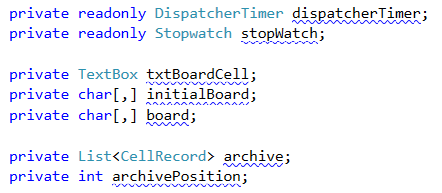 private readonly DispatcherTimer dispatcherTimer;
private readonly Stopwatch stopWatch;
private TextBox txtBoardCell;
private char[,] initialBoard;
private char[,] board;
private List<CellRecord> archive;
private int archivePosition;